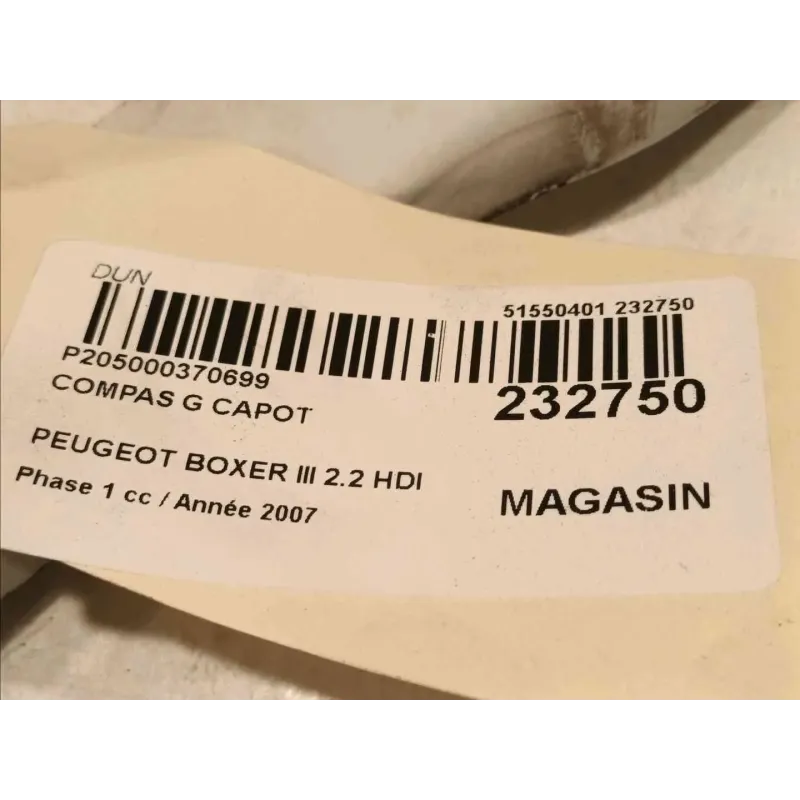 DUN
51550401 232750
P205000370699
232750
COMPAS G CAPOT
PEUGEOT BOXER III 2.2 HDI
MAGASIN
Phase 1 cc / Année 2007